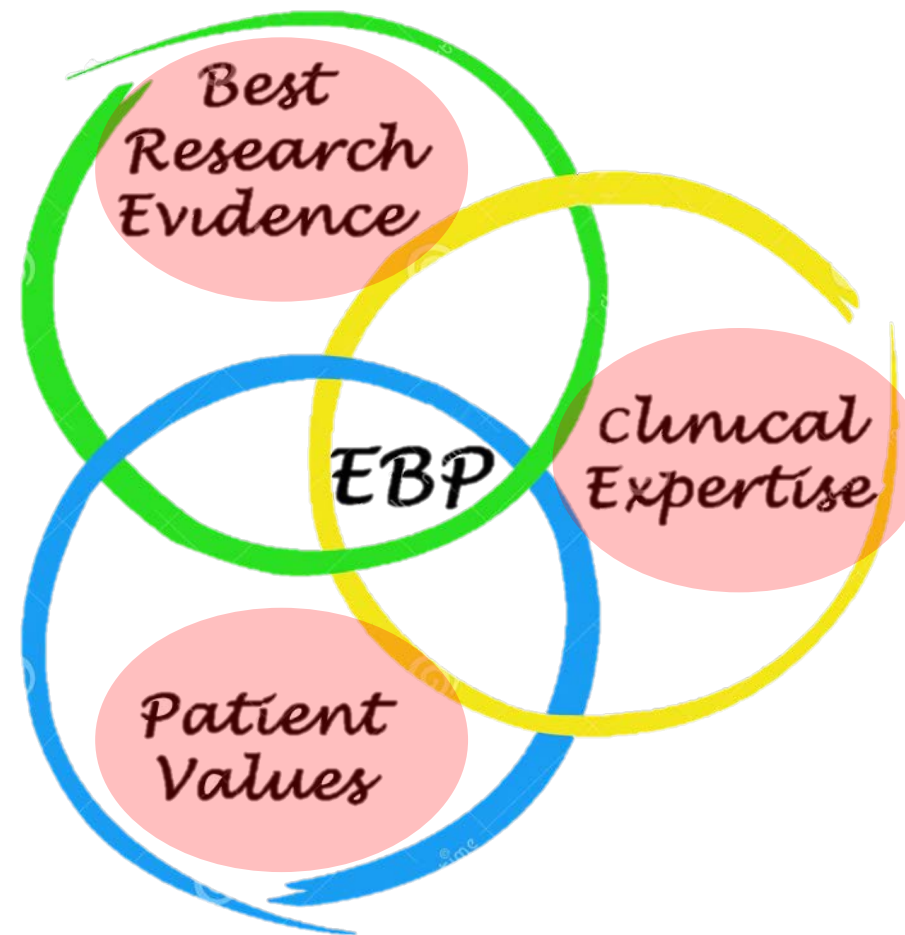 Best
Research
Evidence
Clinical
Expertise
EBP
Patient
Values